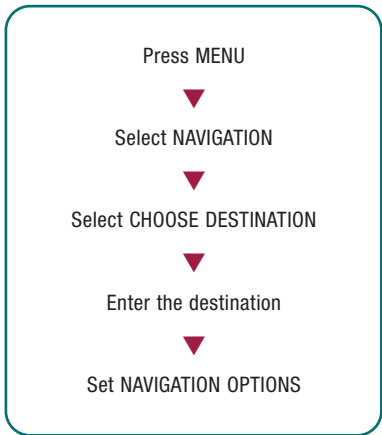 Press MENU
Select NAVIGATION
Select CHOOSE DESTINATION
Enter the destination
Set NAVIGATION OPTIONS